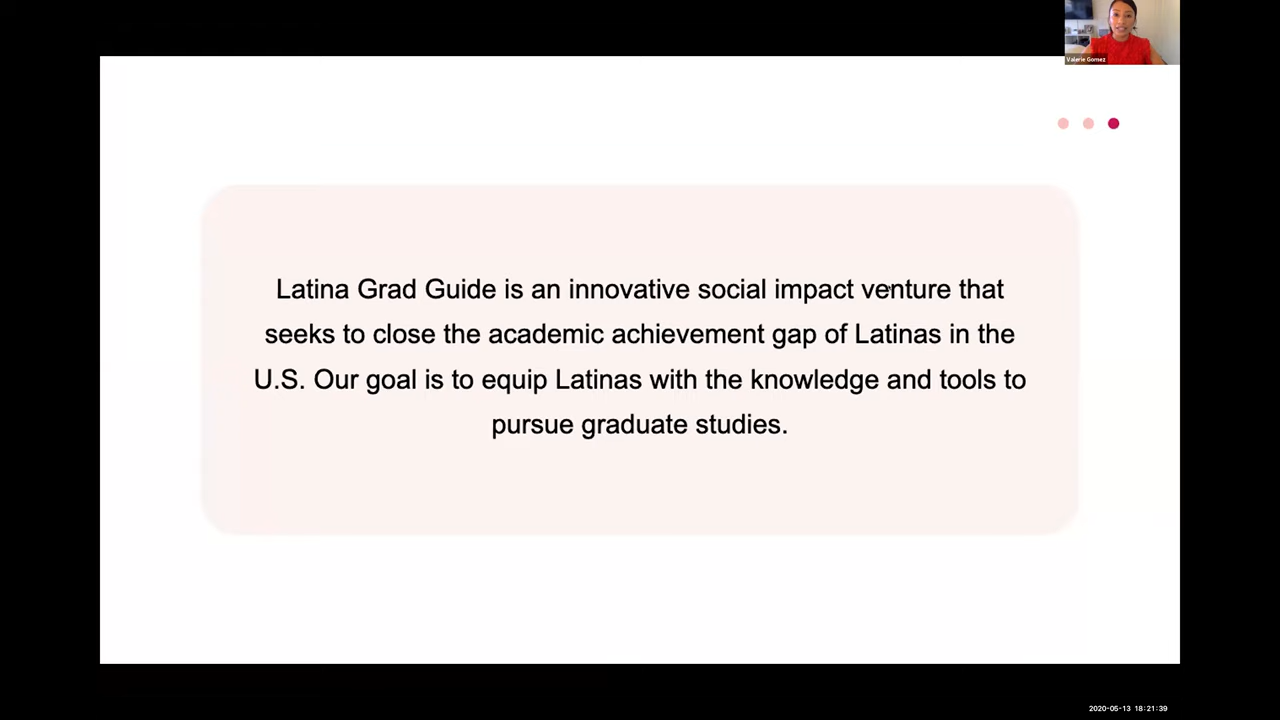 Valerie Gomez
Latina Grad Guide is an innovative social impact venture that
seeks to close the academic achievement gap of Latinas in the
U.S. Our goal is to equip Latinas with the knowledge and tools to
pursue graduate studies.
2020-05-13 18:21:39